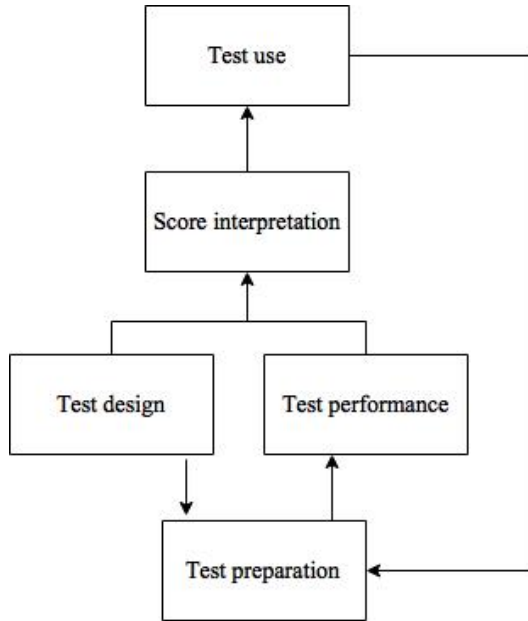 Test use
Score interpretation
Test design
Test performance
Test preparation